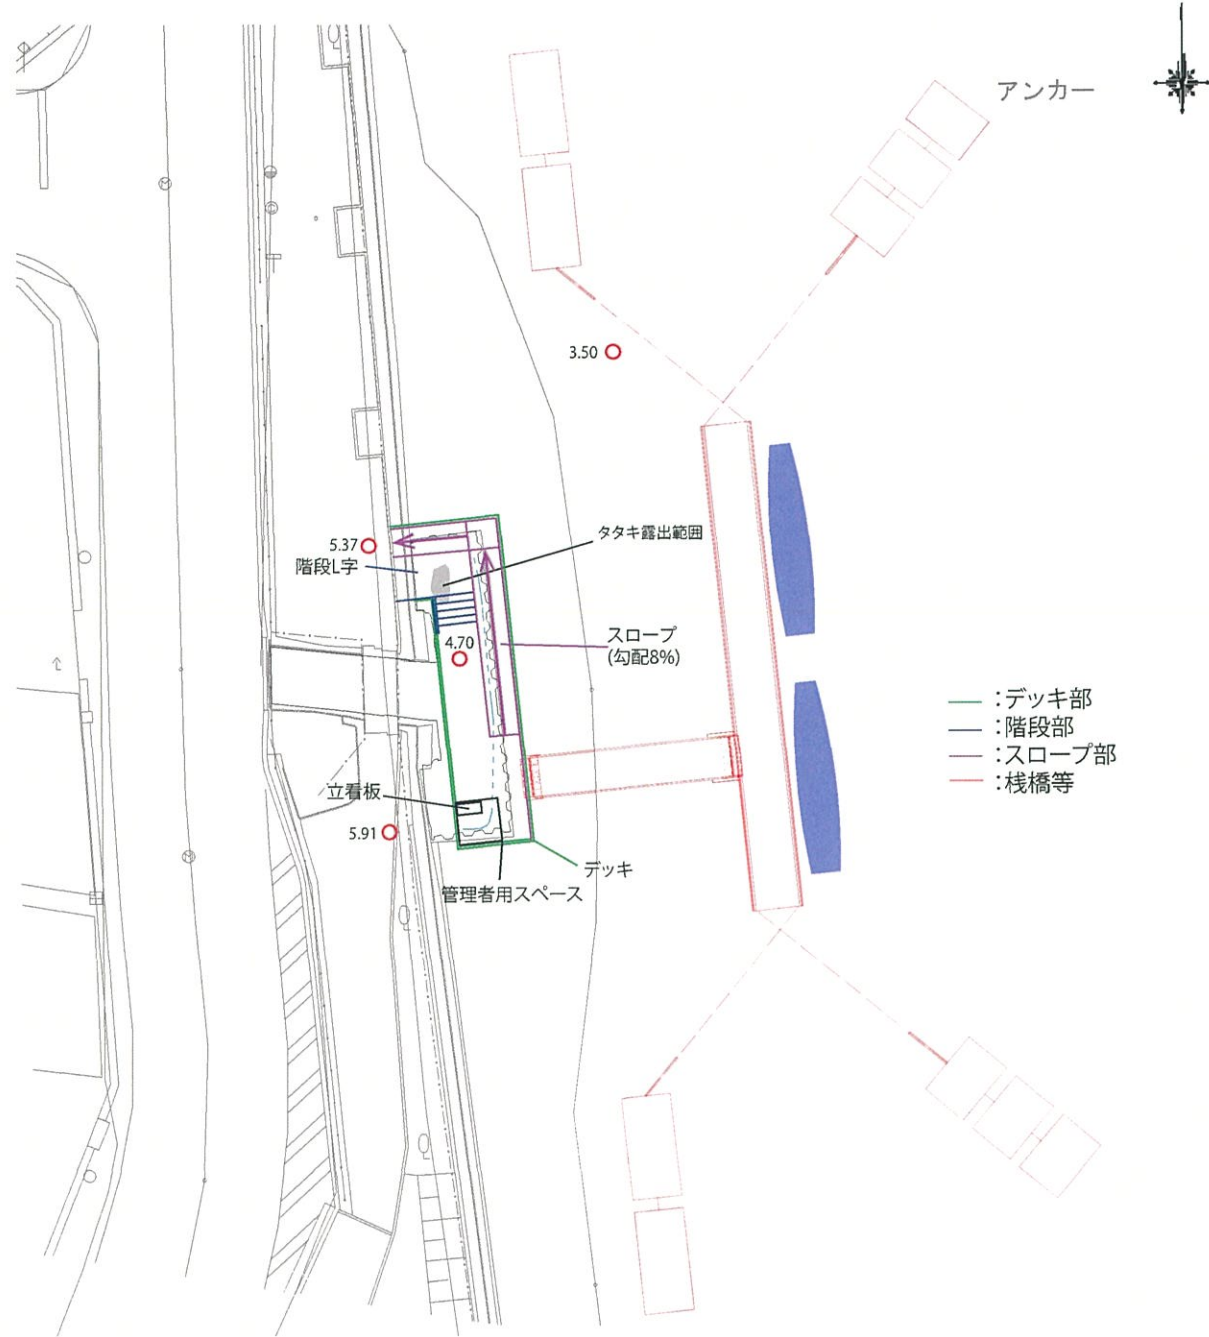 アンカー
3.50
タタキ露出範囲
5.37
階段L字
4.70
スロープ
(勾配8%)
:デッキ部
:階段部
:スロープ部
:桟橋等
立看板
5.91
デッキ
管理者用スペース